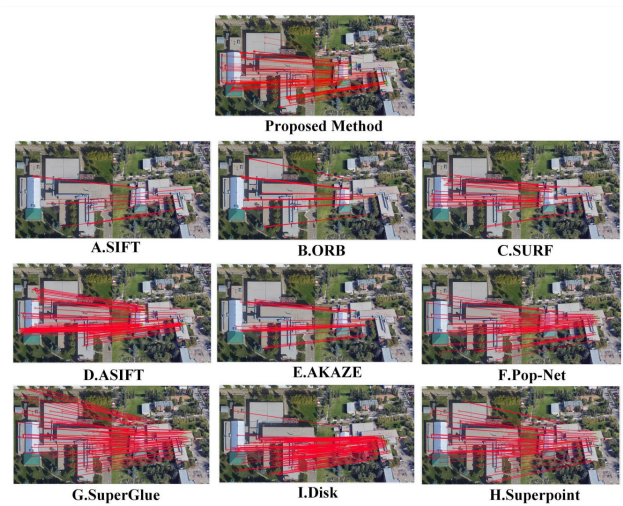 Proposed Method
A.SIFT
B.ORB
C.SURF
D.ASIFT
E.AKAZE
F.Pop-Net
G.SuperGlue
I.Disk
H.Superpoint